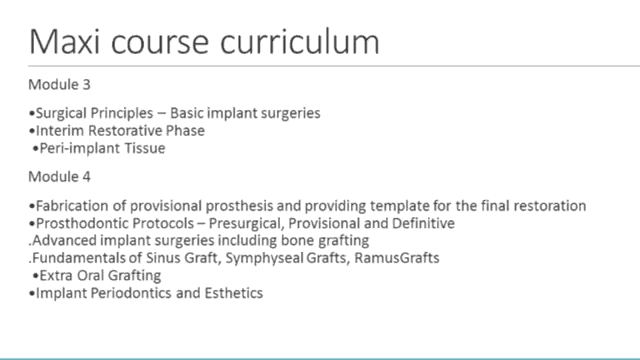 Maxi course curriculum
Module 3
•Surgical Principles – Basic implant surgeries
•Interim Restorative Phase
•Peri-implant Tissue
Module 4
•Fabrication of provisional prosthesis and providing template for the final restoration
•Prosthodontic Protocols – Presurgical, Provisional and Definitive
.Advanced implant surgeries including bone grafting
.Fundamentals of Sinus Graft, Symphyseal Grafts, RamusGrafts
•Extra Oral Grafting
•Implant Periodontics and Esthetics